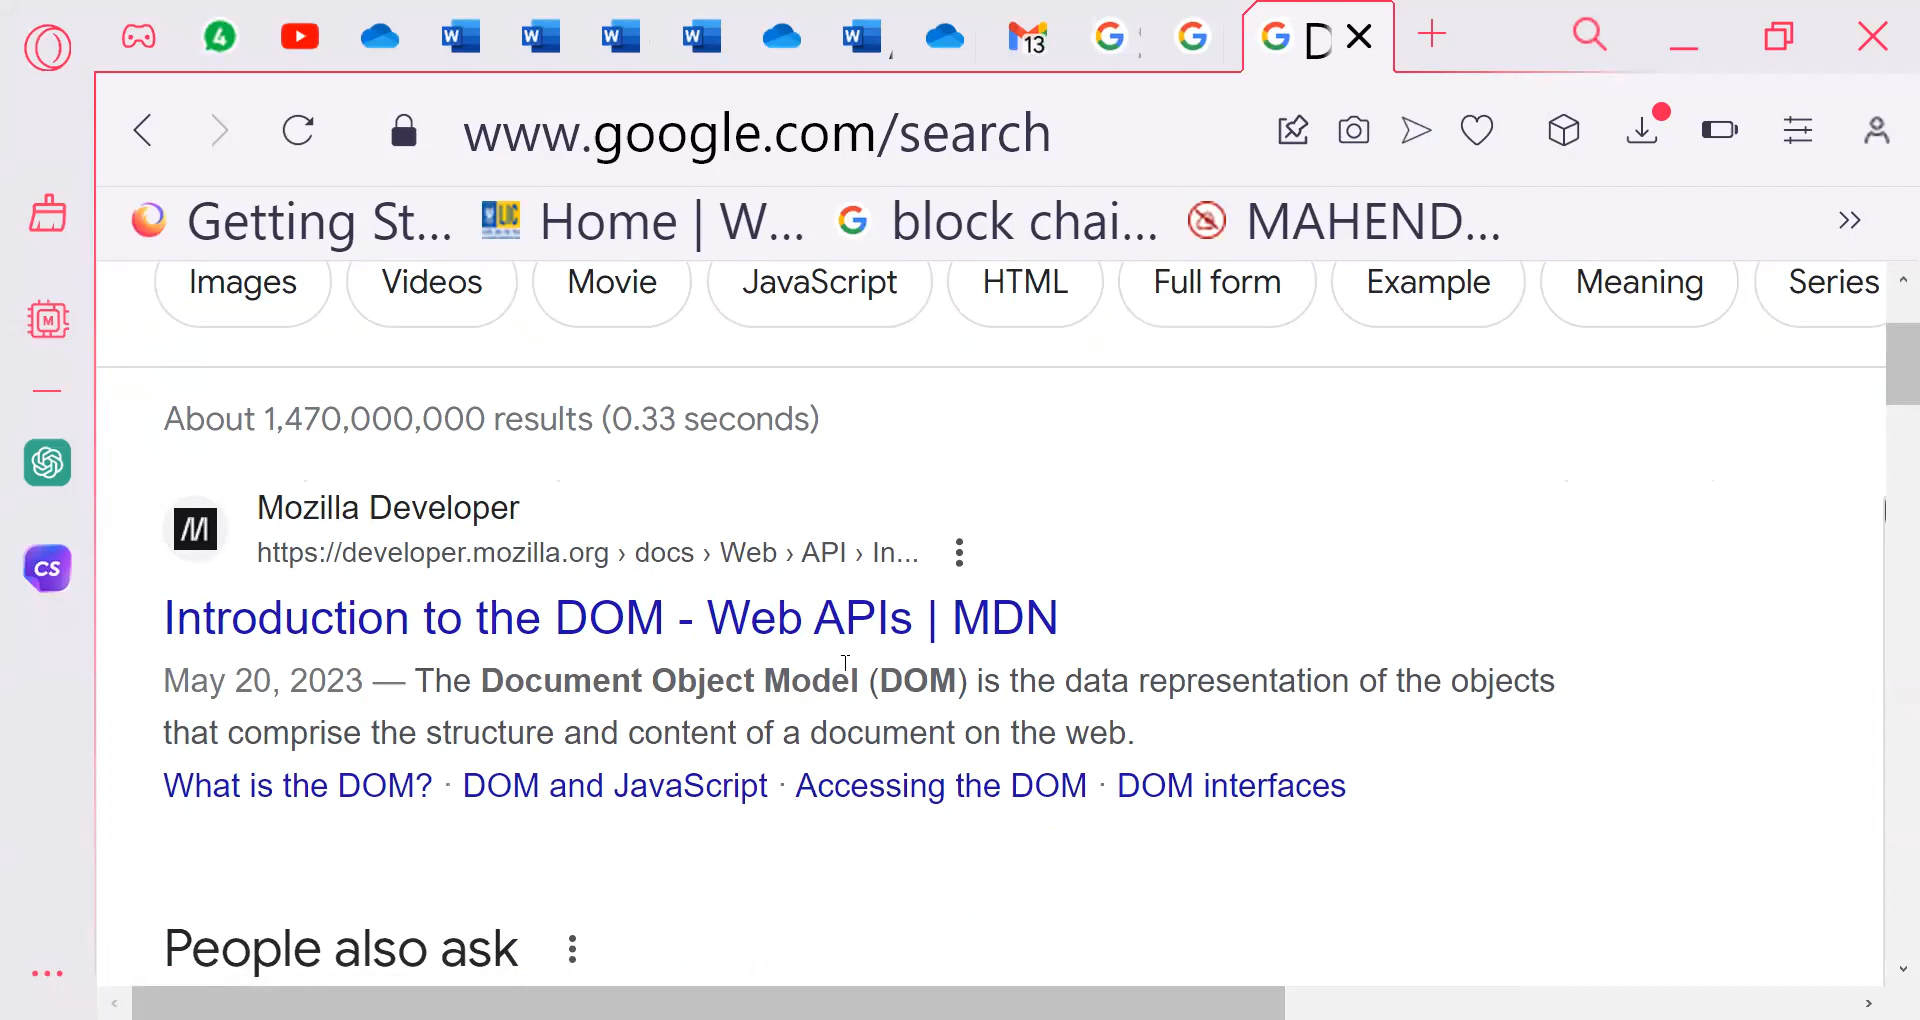 4
W
W
W
W
W
13
D
www.google.com/search
Getting St...
LIC
Home | W...
block chai...
MAHEND...
Images
Videos
Movie
JavaScript
HTML
Full form
Example
Meaning
Series
M
About 1,470,000,000 results (0.33 seconds)
Mozilla Developer
https://developer.mozilla.org › docs › Web › API › In...
CS
Introduction to the DOM - Web APIs | MDN
May 20, 2023 — The Document Object Model (DOM) is the data representation of the objects
that comprise the structure and content of a document on the web.
What is the DOM? · DOM and JavaScript · Accessing the DOM · DOM interfaces
People also ask